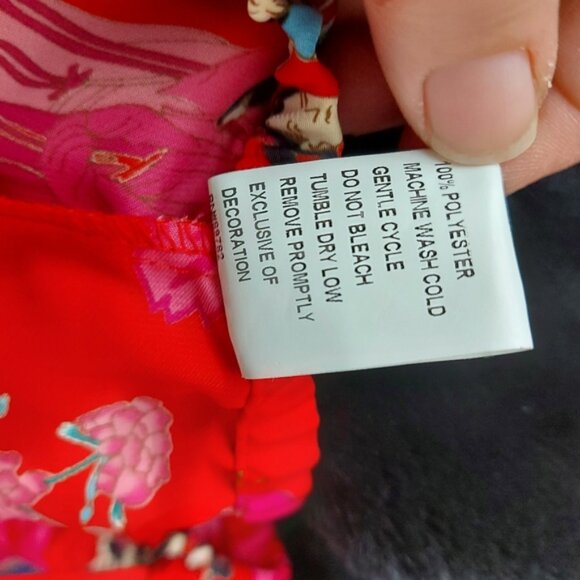 100% POLYESTER
MACHINE WASH COLD
GENTLE CYCLE
DO NOT BLEACH
TUMBLE DRY LOW
REMOVE PROMPTLY
EXCLUSIVE OF
DECORATION